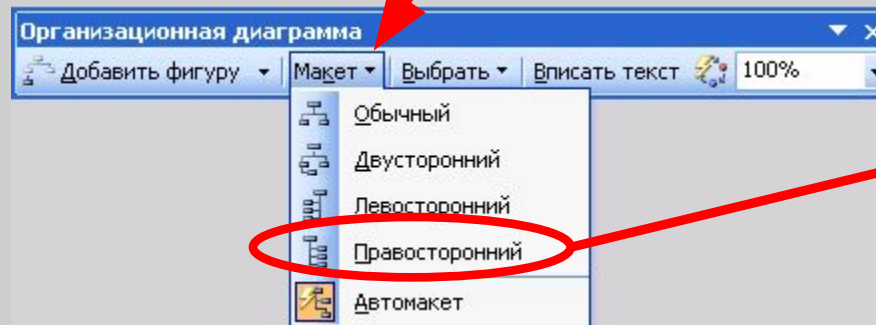 Организационная диаграмма
Добавить фигуру Макет Выбрать Вписать текст 100%
Обычный
Двусторонний
Левосторонний
Правосторонний
Автомакет